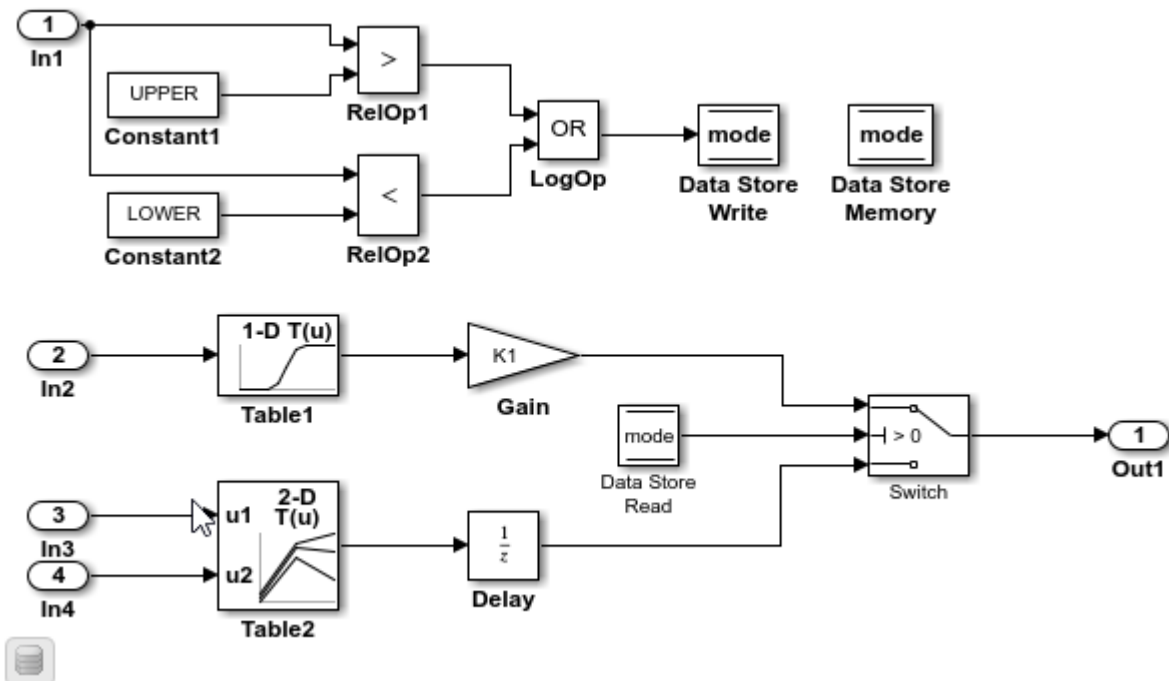 1
In1
UPPER
Constant1
>
RelOp1
LOWER
Constant2
<
RelOp2
OR
LogOp
mode
Data Store
Write
mode
Data Store
Memory
2
In2
1-D T(u)
Table1
K1
Gain
mode
Data Store
Read
> 0
Switch
1
Out1
3
In3
4
In4
u1
u2
2-D
T(u)
Table2
1
z
Delay